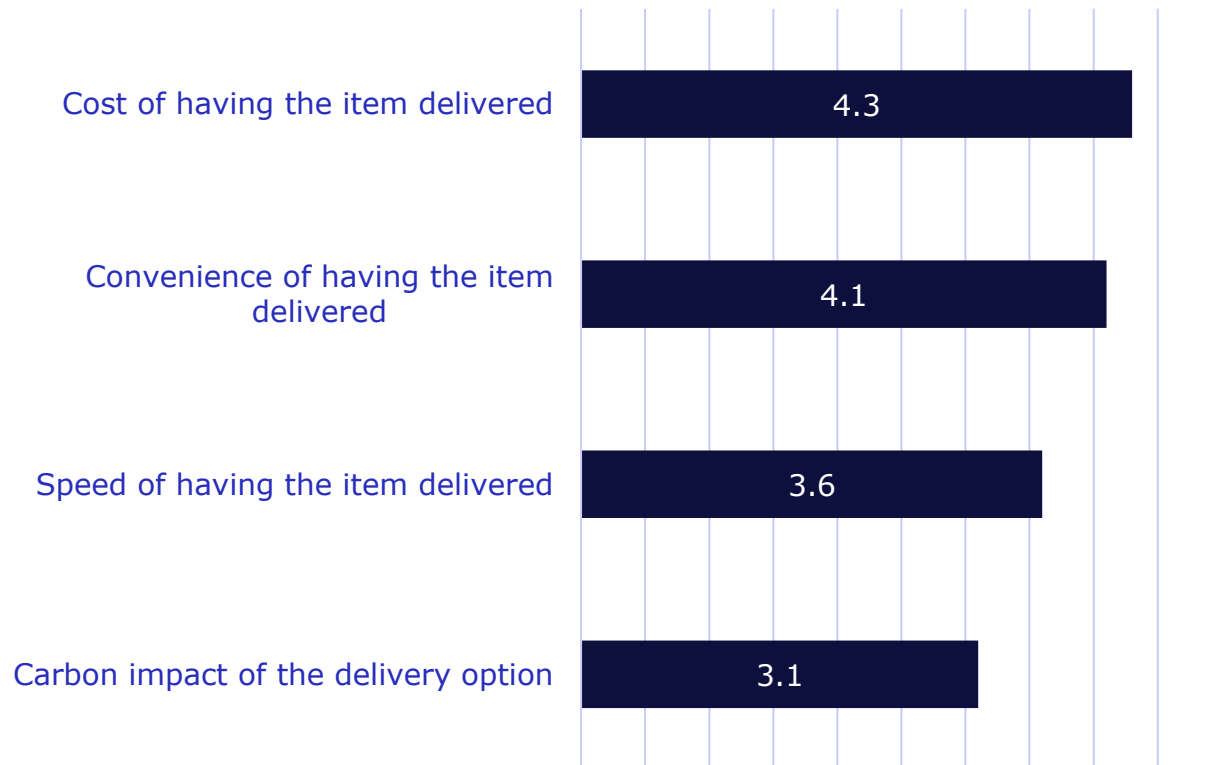 Cost of having the item delivered
4.3
Convenience of having the item
delivered
4.1
Speed of having the item delivered
3.6
Carbon impact of the delivery option
3.1